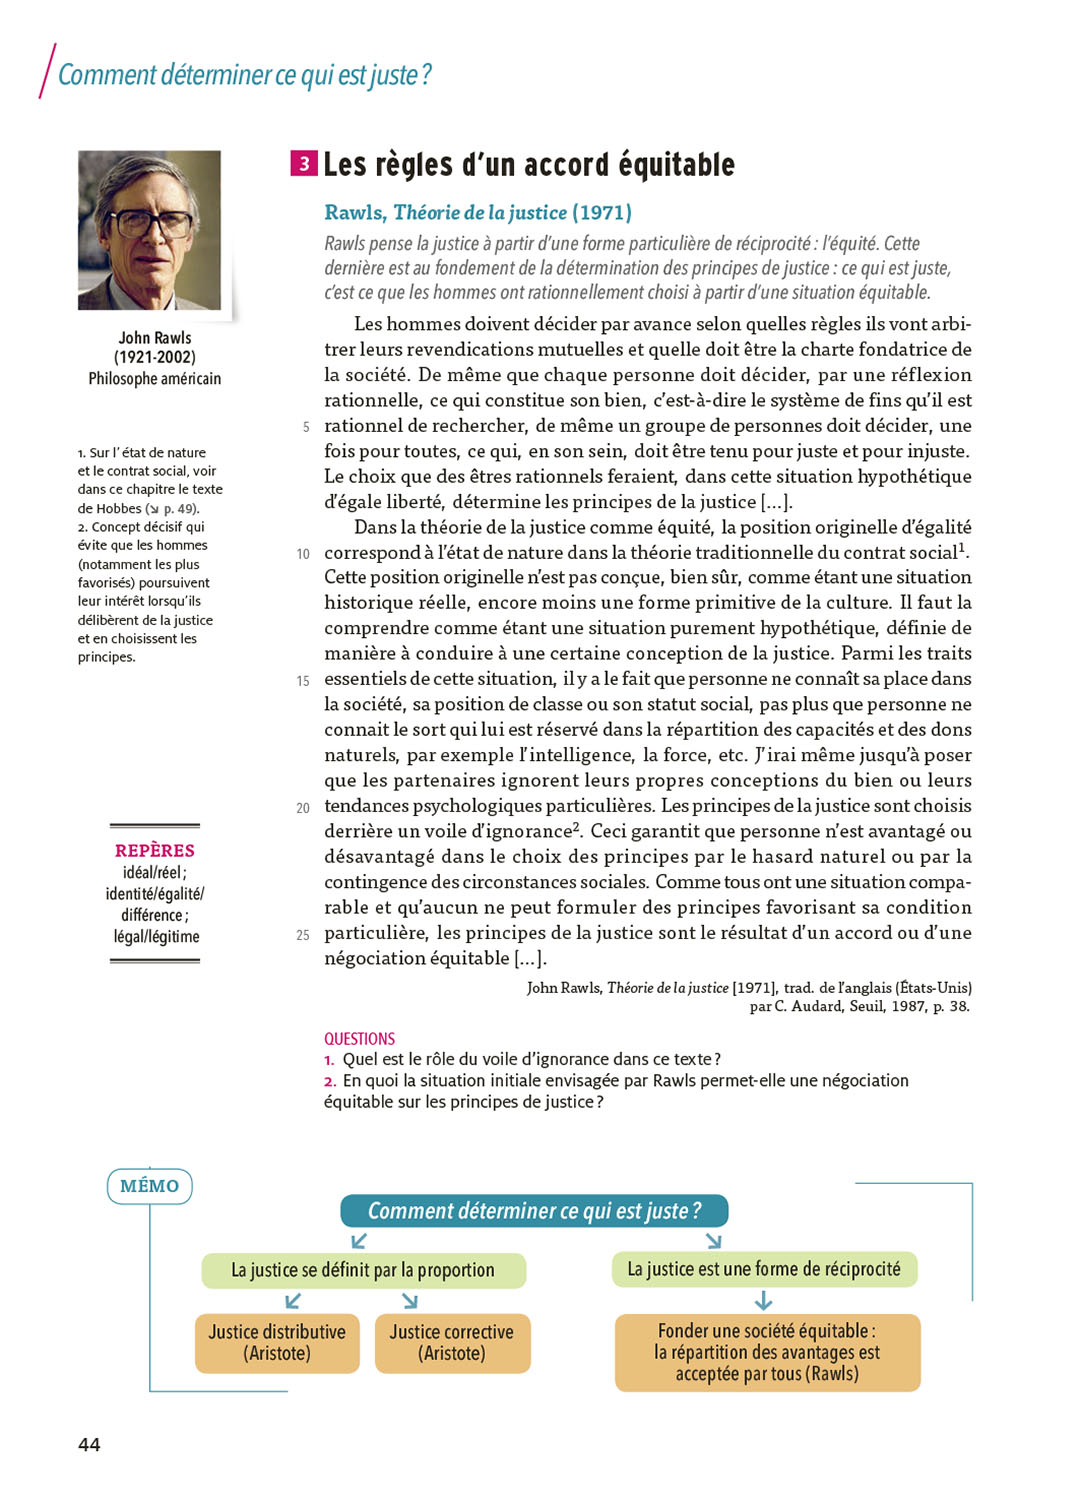 Comment déterminer ce qui est juste ?
John Rawls
(1921-2002)
Philosophe américain
1. Sur l’ état de nature
et le contrat social, voir
dans ce chapitre le texte
de Hobbes (↘ p. 49).
2. Concept décisif qui
évite que les hommes
(notamment les plus
favorisés) poursuivent
leur intérêt lorsqu’ils
délibèrent de la justice
et en choisissent les
principes.
REPÈRES
idéal/réel ;
identité/égalité/
différence ;
légal/légitime
3 Les règles d’un accord équitable
Rawls, Théorie de la justice (1971)
Rawls pense la justice à partir d’une forme particulière de réciprocité : l’équité. Cette
dernière est au fondement de la détermination des principes de justice : ce qui est juste,
c’est ce que les hommes ont rationnellement choisi à partir d’une situation équitable.
Les hommes doivent décider par avance selon quelles règles ils vont arbi-
trer leurs revendications mutuelles et quelle doit être la charte fondatrice de
la société. De même que chaque personne doit décider, par une réflexion
rationnelle, ce qui constitue son bien, c’est-à-dire le système de fins qu’il est
5 rationnel de rechercher, de même un groupe de personnes doit décider, une
fois pour toutes, ce qui, en son sein, doit être tenu pour juste et pour injuste.
Le choix que des êtres rationnels feraient, dans cette situation hypothétique
d’égale liberté, détermine les principes de la justice [...].
Dans la théorie de la justice comme équité, la position originelle d’égalité
10 correspond à l’état de nature dans la théorie traditionnelle du contrat social¹.
Cette position originelle n’est pas conçue, bien sûr, comme étant une situation
historique réelle, encore moins une forme primitive de la culture. Il faut la
comprendre comme étant une situation purement hypothétique, définie de
manière à conduire à une certaine conception de la justice. Parmi les traits
15 essentiels de cette situation, il y a le fait que personne ne connaît sa place dans
la société, sa position de classe ou son statut social, pas plus que personne ne
connait le sort qui lui est réservé dans la répartition des capacités et des dons
naturels, par exemple l’intelligence, la force, etc. J’irai même jusqu’à poser
que les partenaires ignorent leurs propres conceptions du bien ou leurs
20 tendances psychologiques particulières. Les principes de la justice sont choisis
derrière un voile d’ignorance². Ceci garantit que personne n’est avantagé ou
désavantagé dans le choix des principes par le hasard naturel ou par la
contingence des circonstances sociales. Comme tous ont une situation compa-
rable et qu’aucun ne peut formuler des principes favorisant sa condition
25 particulière, les principes de la justice sont le résultat d’un accord ou d’une
négociation équitable [...].
John Rawls, Théorie de la justice [1971], trad. de l’anglais (États-Unis)
par C. Audard, Seuil, 1987, p. 38.
QUESTIONS
1. Quel est le rôle du voile d’ignorance dans ce texte ?
2. En quoi la situation initiale envisagée par Rawls permet-elle une négociation
équitable sur les principes de justice ?
MÉMO
Comment déterminer ce qui est juste ?
La justice se définit par la proportion
La justice est une forme de réciprocité
Justice distributive
(Aristote)
Justice corrective
(Aristote)
Fonder une société équitable :
la répartition des avantages est
acceptée par tous (Rawls)
44